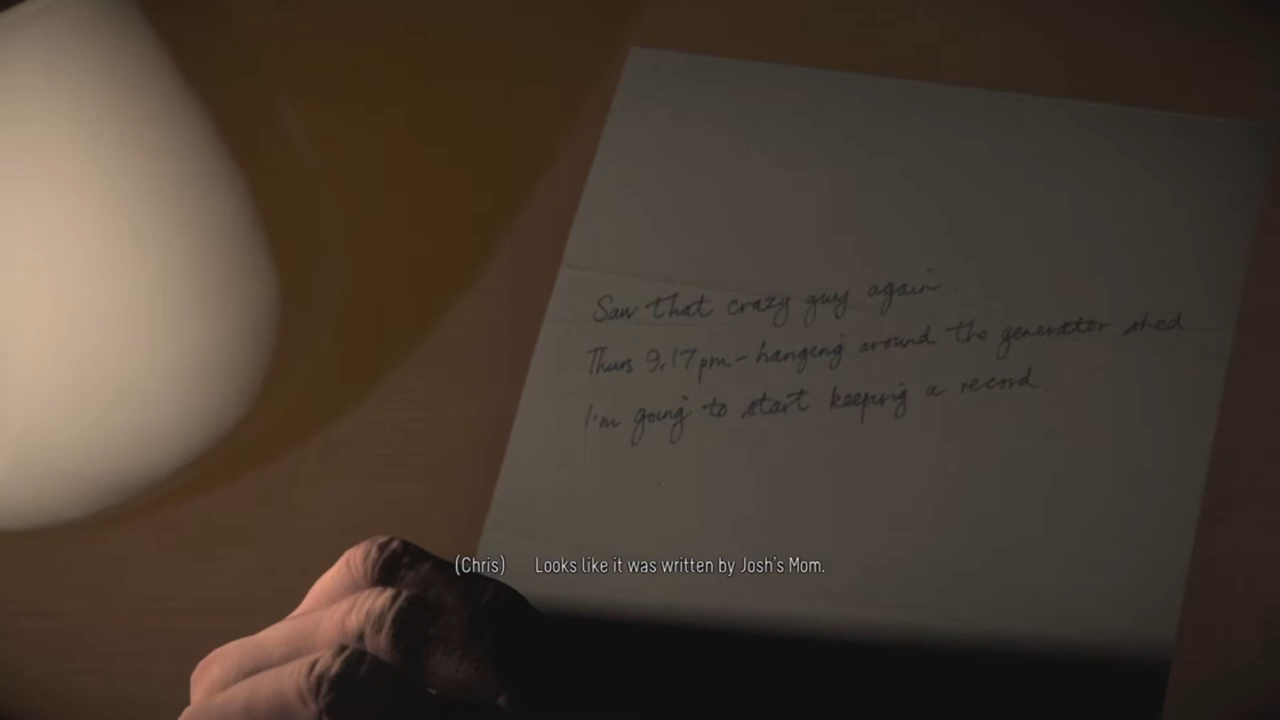 Saw that crazy guy again.
Thurs 9.17pm - hanging around the generator shed
I'm going to start keeping a record.
(Chris) Looks like it was written by Josh's Mom.